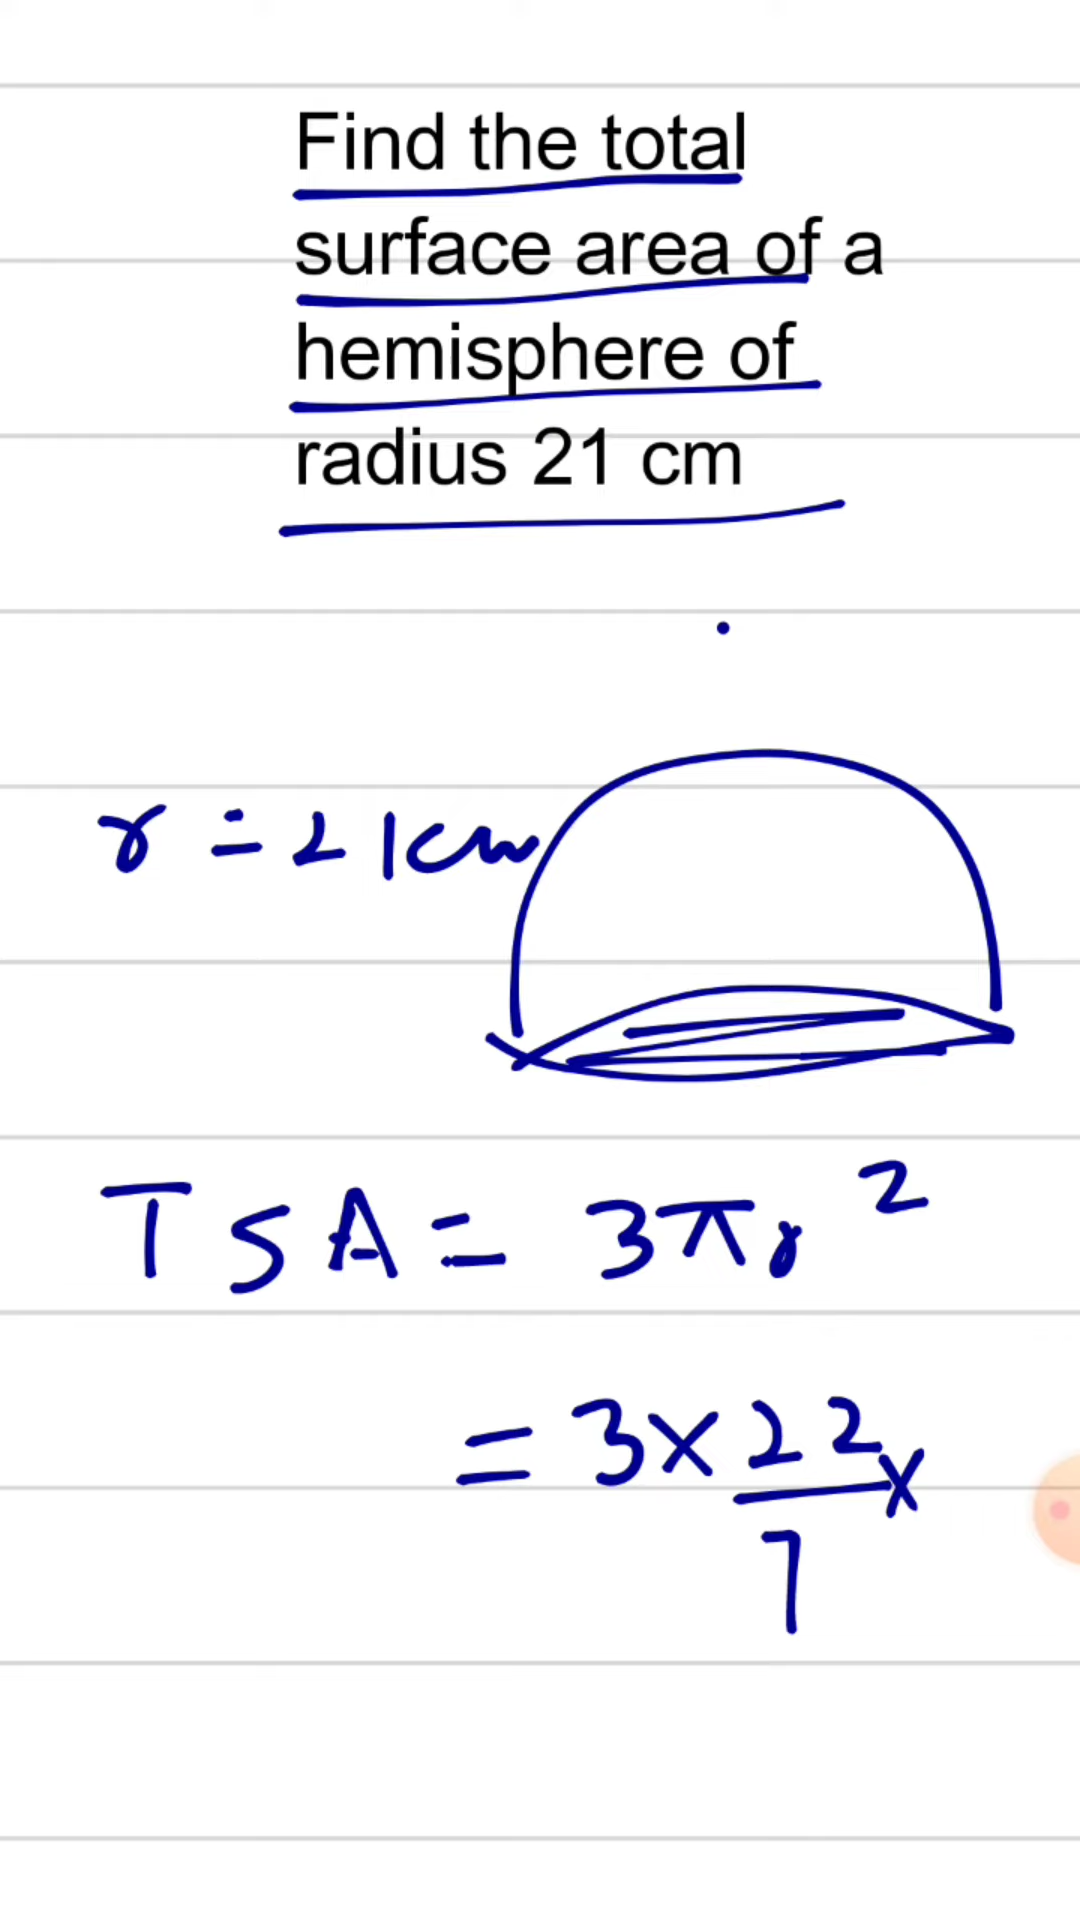 Find the total
surface area of a
hemisphere of
radius 21 cm
r = 21cm
TSA = 3πr²
= 3 × 22/7 ×